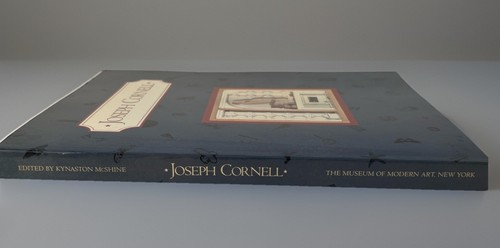 ·JOSEPH CORNELL·
EDITED BY KYNASTON McSHINE
·JOSEPH CORNELL·
THE MUSEUM OF MODERN ART, NEW YORK